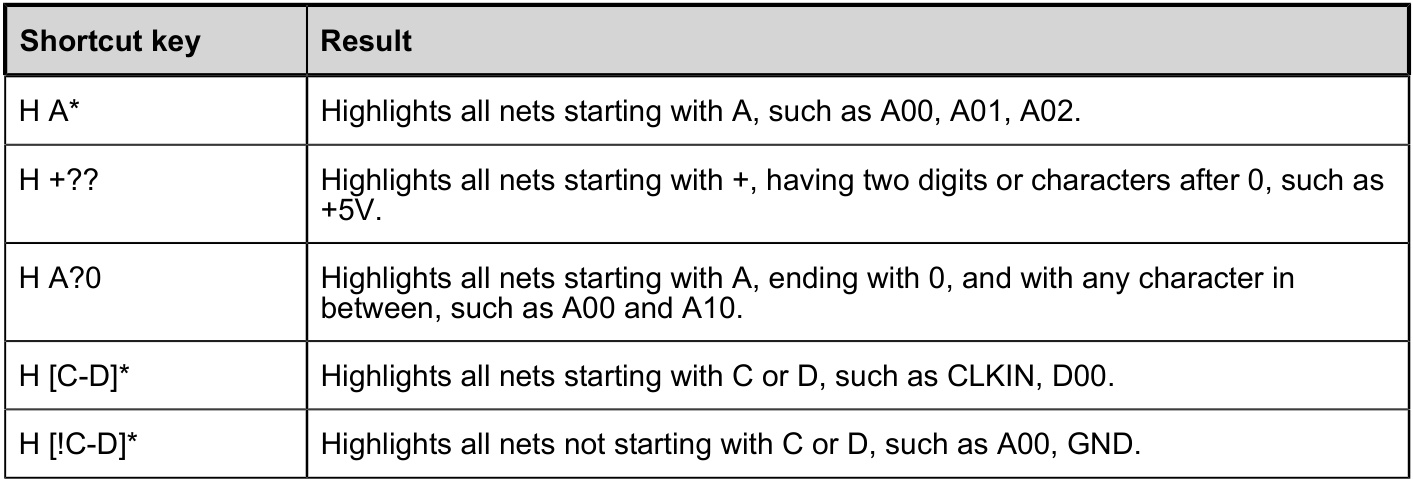 Shortcut key Result
H A* Highlights all nets starting with A, such as A00, A01, A02.
H +?? Highlights all nets starting with +, having two digits or characters after 0, such as
+5V.
H A?0 Highlights all nets starting with A, ending with 0, and with any character in
between, such as A00 and A10.
H [C-D]* Highlights all nets starting with C or D, such as CLKIN, D00.
H [!C-D]* Highlights all nets not starting with C or D, such as A00, GND.